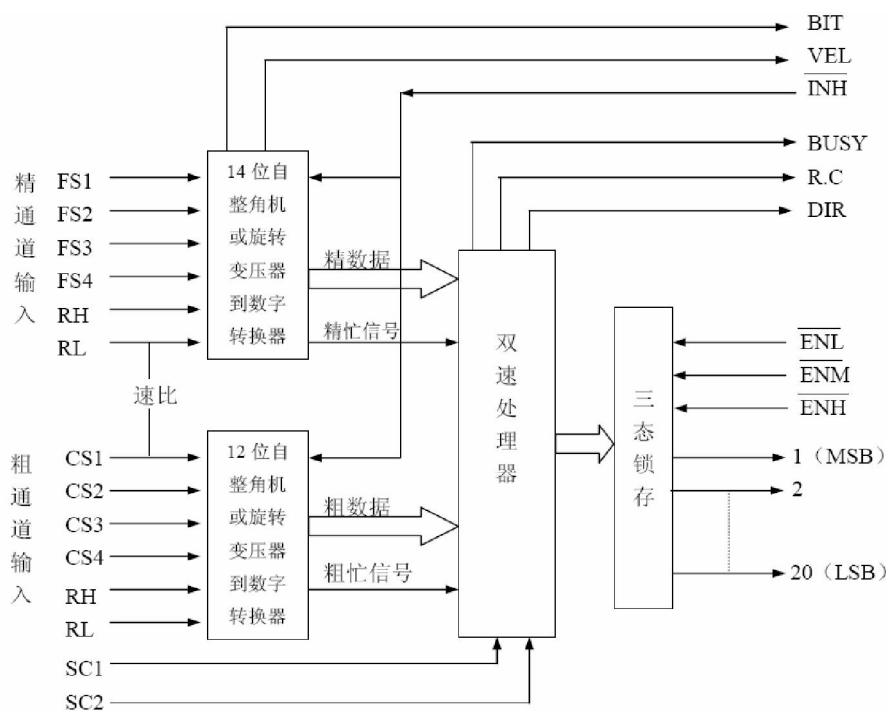 BIT
VEL
INH
BUSY
R.C
DIR
精通道输入
FS1
FS2
FS3
FS4
RH
RL
14 位自
整角机
或旋转
变压器
到数字
转换器
精数据
精忙信号
速比
粗通道输入
CS1
CS2
CS3
CS4
RH
RL
12 位自
整角机
或旋转
变压器
到数字
转换器
粗数据
粗忙信号
双速处理器
三态锁存
ENL
ENM
ENH
1（MSB）
2
20（LSB）
SC1
SC2